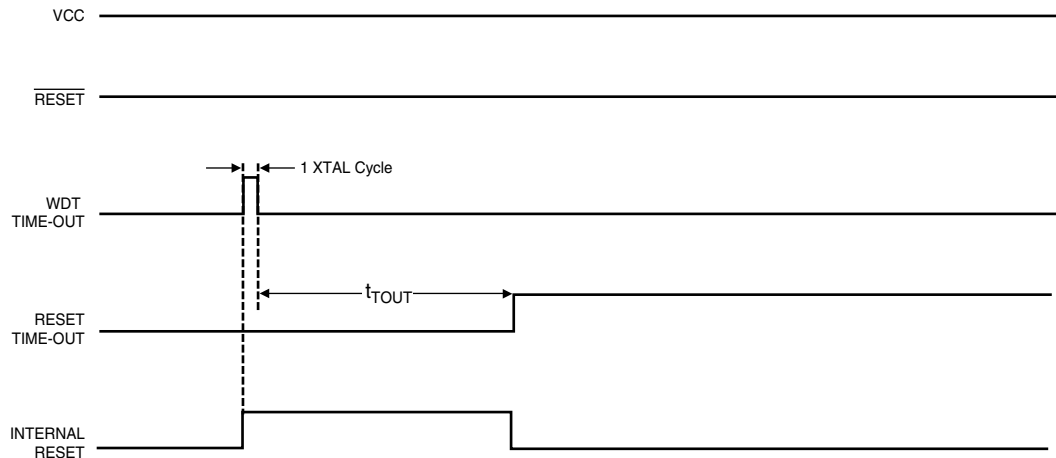 VCC
RESET
1 XTAL Cycle
WDT
TIME-OUT
tTOUT
RESET
TIME-OUT
INTERNAL
RESET